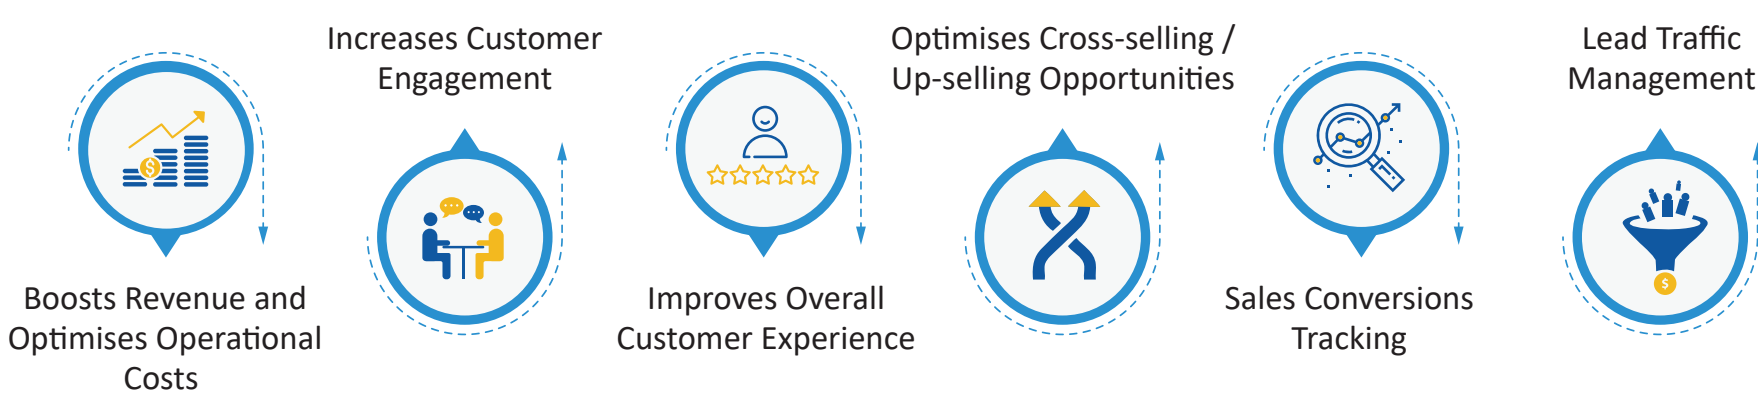 Boosts Revenue and
Optimises Operational
Costs
Increases Customer
Engagement
Improves Overall
Customer Experience
Optimises Cross-selling /
Up-selling Opportunities
Sales Conversions
Tracking
Lead Traffic
Management